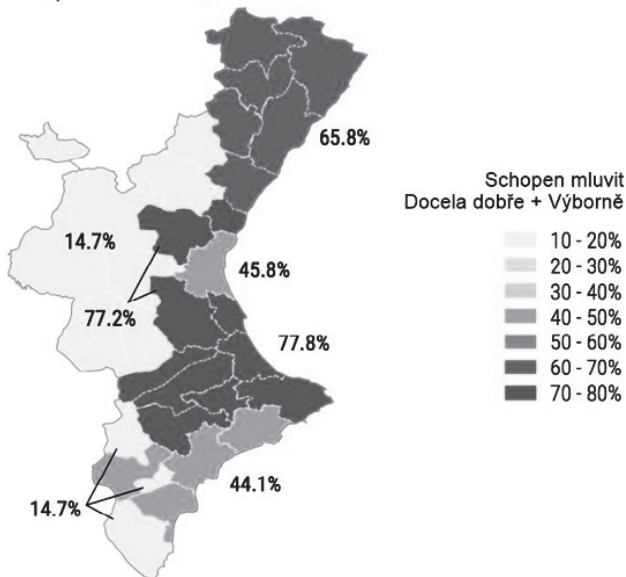 65.8%
14.7%
45.8%
77.2%
77.8%
44.1%
14.7%
Schopen mluvit
Docela dobře + Výborně
10 - 20%
20 - 30%
30 - 40%
40 - 50%
50 - 60%
60 - 70%
70 - 80%